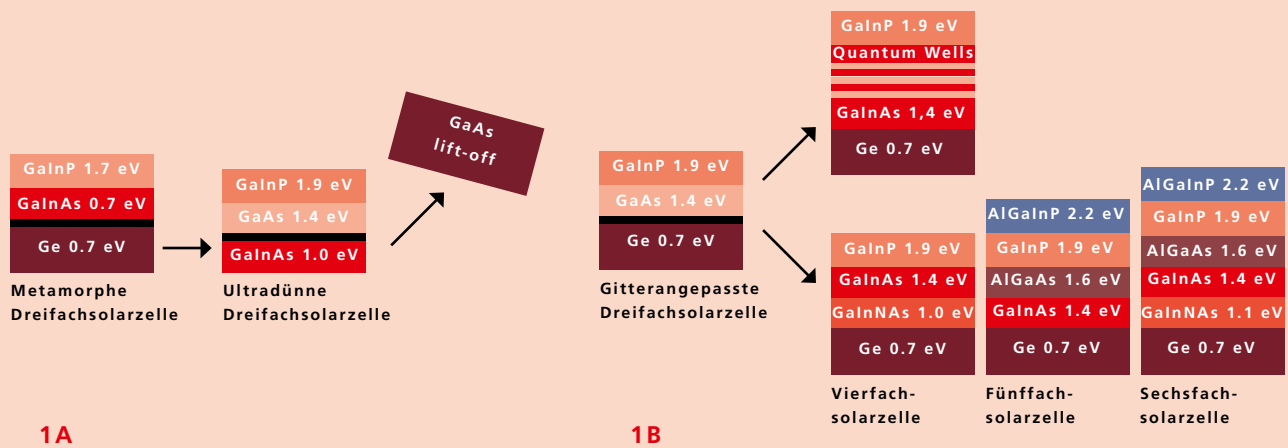 GaInP 1.7 eV
GaInAs 0.7 eV
Ge 0.7 eV
Metamorphe
Dreifachsolarzelle
GaInP 1.9 eV
GaAs 1.4 eV
GaInAs 1.0 eV
Ultradünne
Dreifachsolarzelle
GaAs
lift-off
1A
GaInP 1.9 eV
GaAs 1.4 eV
Ge 0.7 eV
Gitterangepasste
Dreifachsolarzelle
GaInP 1.9 eV
Quantum Wells
GaInAs 1,4 eV
Ge 0.7 eV
GaInP 1.9 eV
GaInAs 1.4 eV
GaInNAs 1.0 eV
Ge 0.7 eV
Vierfach-
solarzelle
AlGaInP 2.2 eV
GaInP 1.9 eV
AlGaAs 1.6 eV
GaInAs 1.4 eV
Ge 0.7 eV
Fünffach-
solarzelle
AlGaInP 2.2 eV
GaInP 1.9 eV
AlGaAs 1.6 eV
GaInAs 1.4 eV
GaInNAs 1.1 eV
Ge 0.7 eV
Sechsfach-
solarzelle
1B